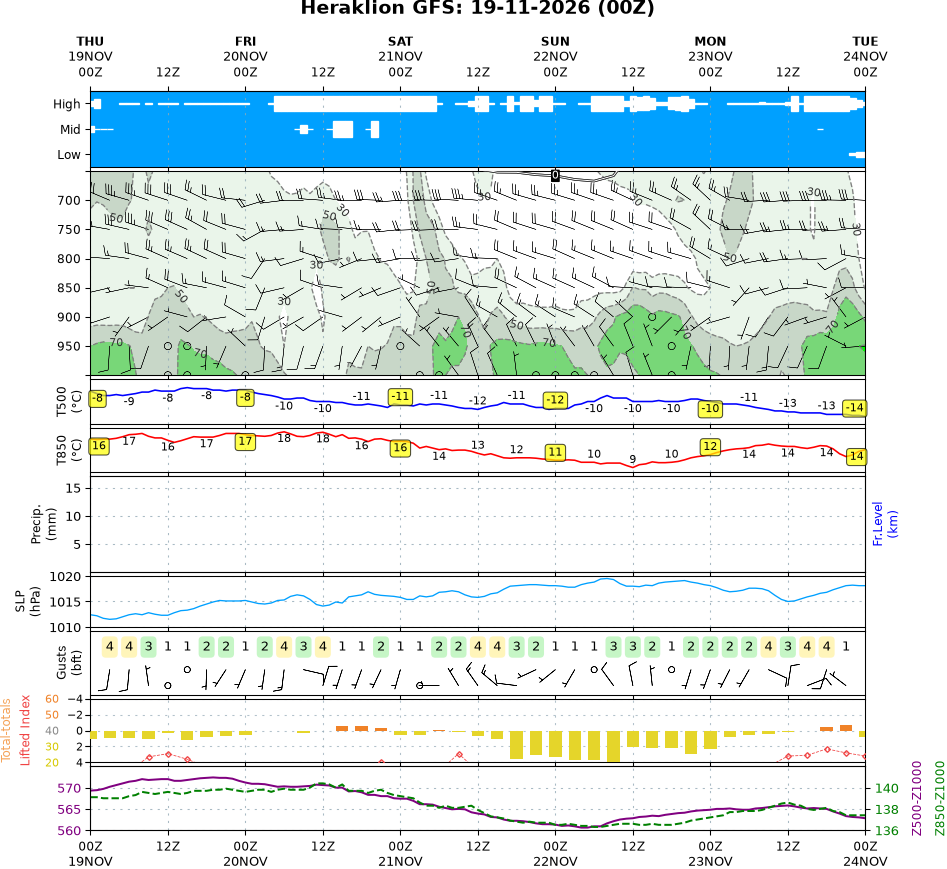 Heraklion GFS: 19-11-2026 (00Z)
THU FRI SAT SUN MON TUE
19NOV 20NOV 21NOV 22NOV 23NOV 24NOV
00Z 12Z 00Z 12Z 00Z 12Z 00Z 12Z 00Z 12Z 00Z
High
Mid
Low
700
750
800
850
900
950
50 50 30 30 50 30 50 50 70 70 50 70 30 0 30 50 30 30 70 70
T500
(°C)
-8 -9 -8 -8 -8 -10 -10 -11 -11 -11 -12 -11 -12 -10 -10 -10 -10 -11 -13 -13 -14
T850
(°C)
16 17 16 17 17 18 18 16 16 14 13 12 11 10 9 10 12 14 14 14 14
Precip.
(mm)
15
10
5
Fr.Level
(km)
SLP
(hPa)
1020
1015
1010
Gusts
(bft)
4 4 3 1 1 2 2 1 2 4 3 4 1 1 2 1 1 2 2 4 4 3 2 1 1 1 3 3 2 1 2 2 2 2 4 3 4 4 1
Total-totals
Lifted Index
60 −4
50 −2
40 0
30 2
20 4
570
565
560
140
138
136
Z500-Z1000
Z850-Z1000
00Z 12Z 00Z 12Z 00Z 12Z 00Z 12Z 00Z 12Z 00Z
19NOV 20NOV 21NOV 22NOV 23NOV 24NOV